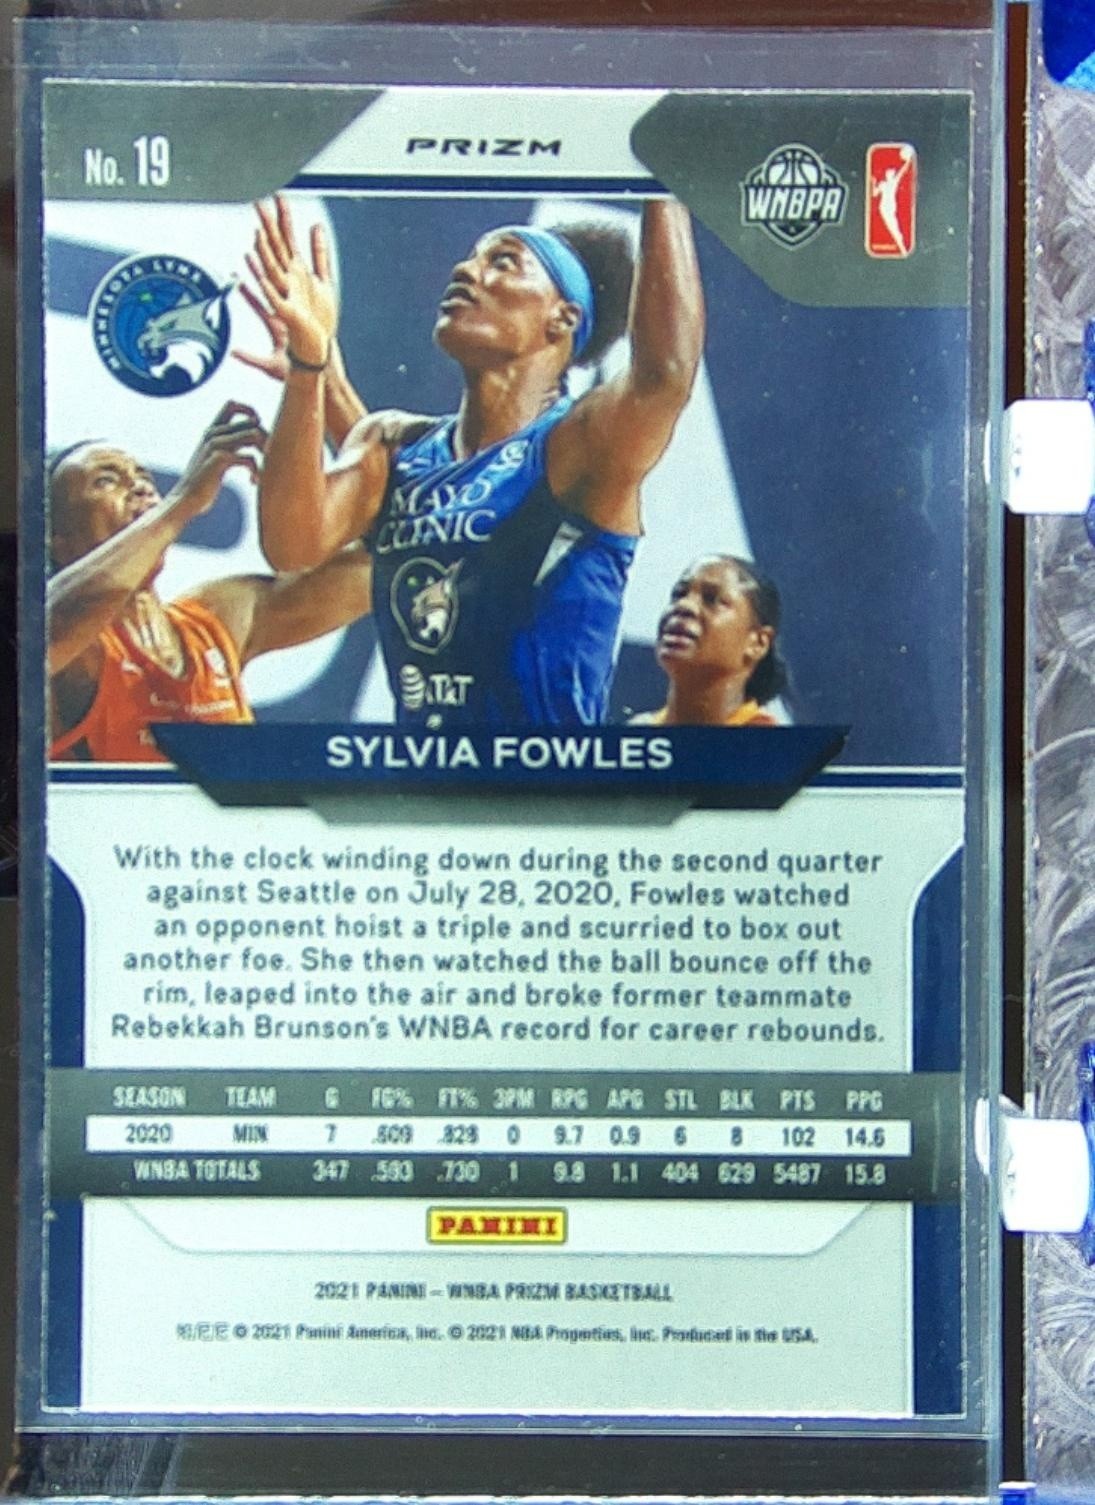 No. 19
PRIZM
WNBPA
MINNESOTA LYNX
MAYO
CLINIC
AT&T
SYLVIA FOWLES
With the clock winding down during the second quarter
against Seattle on July 28, 2020, Fowles watched
an opponent hoist a triple and scurried to box out
another foe. She then watched the ball bounce off the
rim, leaped into the air and broke former teammate
Rebekkah Brunson's WNBA record for career rebounds.
SEASON TEAM G FG% FT% 3PM RPG APG STL BLK PTS PPG
2020 MIN 7 .609 .828 0 9.7 0.9 6 8 102 14.6
WNBA TOTALS 347 .593 .730 1 9.8 1.1 404 629 5487 15.8
PANINI
2021 PANINI – WNBA PRIZM BASKETBALL
© 2021 Panini America, Inc. © 2021 NBA Properties, Inc. Produced in the USA.